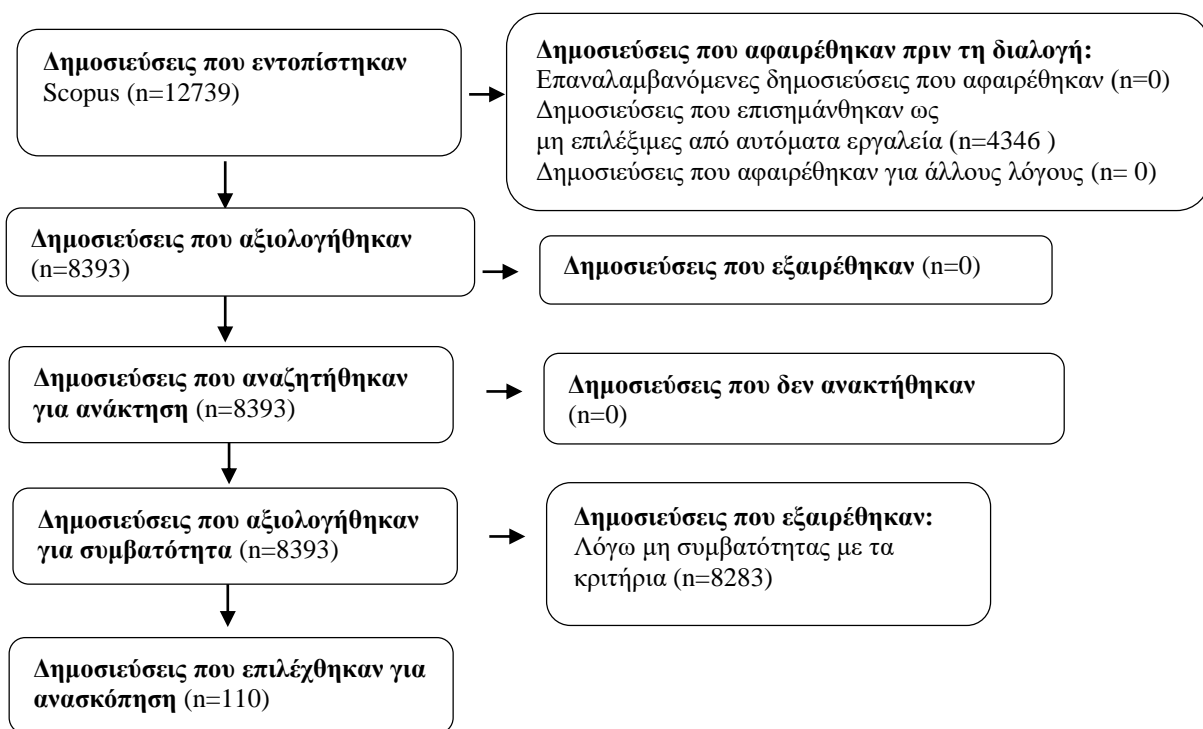 Δημοσιεύσεις που εντοπίστηκαν
Scopus (n=12739)
Δημοσιεύσεις που αφαιρέθηκαν πριν τη διαλογή:
Επαναλαμβανόμενες δημοσιεύσεις που αφαιρέθηκαν (n=0)
Δημοσιεύσεις που επισημάνθηκαν ως
μη επιλέξιμες από αυτόματα εργαλεία (n=4346 )
Δημοσιεύσεις που αφαιρέθηκαν για άλλους λόγους (n= 0)
Δημοσιεύσεις που αξιολογήθηκαν
(n=8393)
Δημοσιεύσεις που εξαιρέθηκαν (n=0)
Δημοσιεύσεις που αναζητήθηκαν
για ανάκτηση (n=8393)
Δημοσιεύσεις που δεν ανακτήθηκαν
(n=0)
Δημοσιεύσεις που αξιολογήθηκαν
για συμβατότητα (n=8393)
Δημοσιεύσεις που εξαιρέθηκαν:
Λόγω μη συμβατότητας με τα
κριτήρια (n=8283)
Δημοσιεύσεις που επιλέχθηκαν για
ανασκόπηση (n=110)